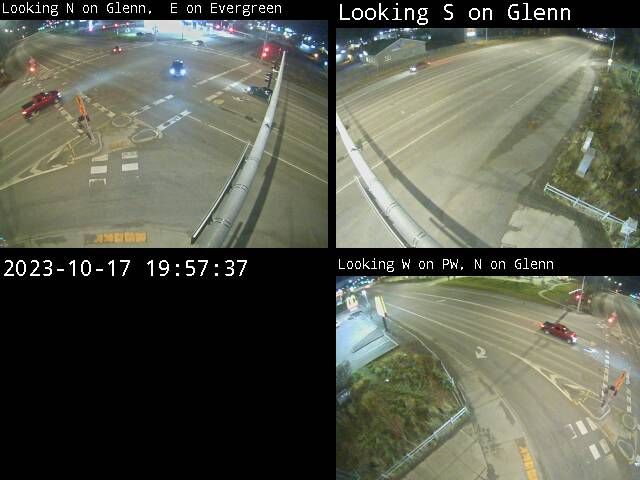 Looking N on Glenn,  E on Evergreen
Looking S on Glenn
2023-10-17 19:57:37
Looking W on PW, N on Glenn